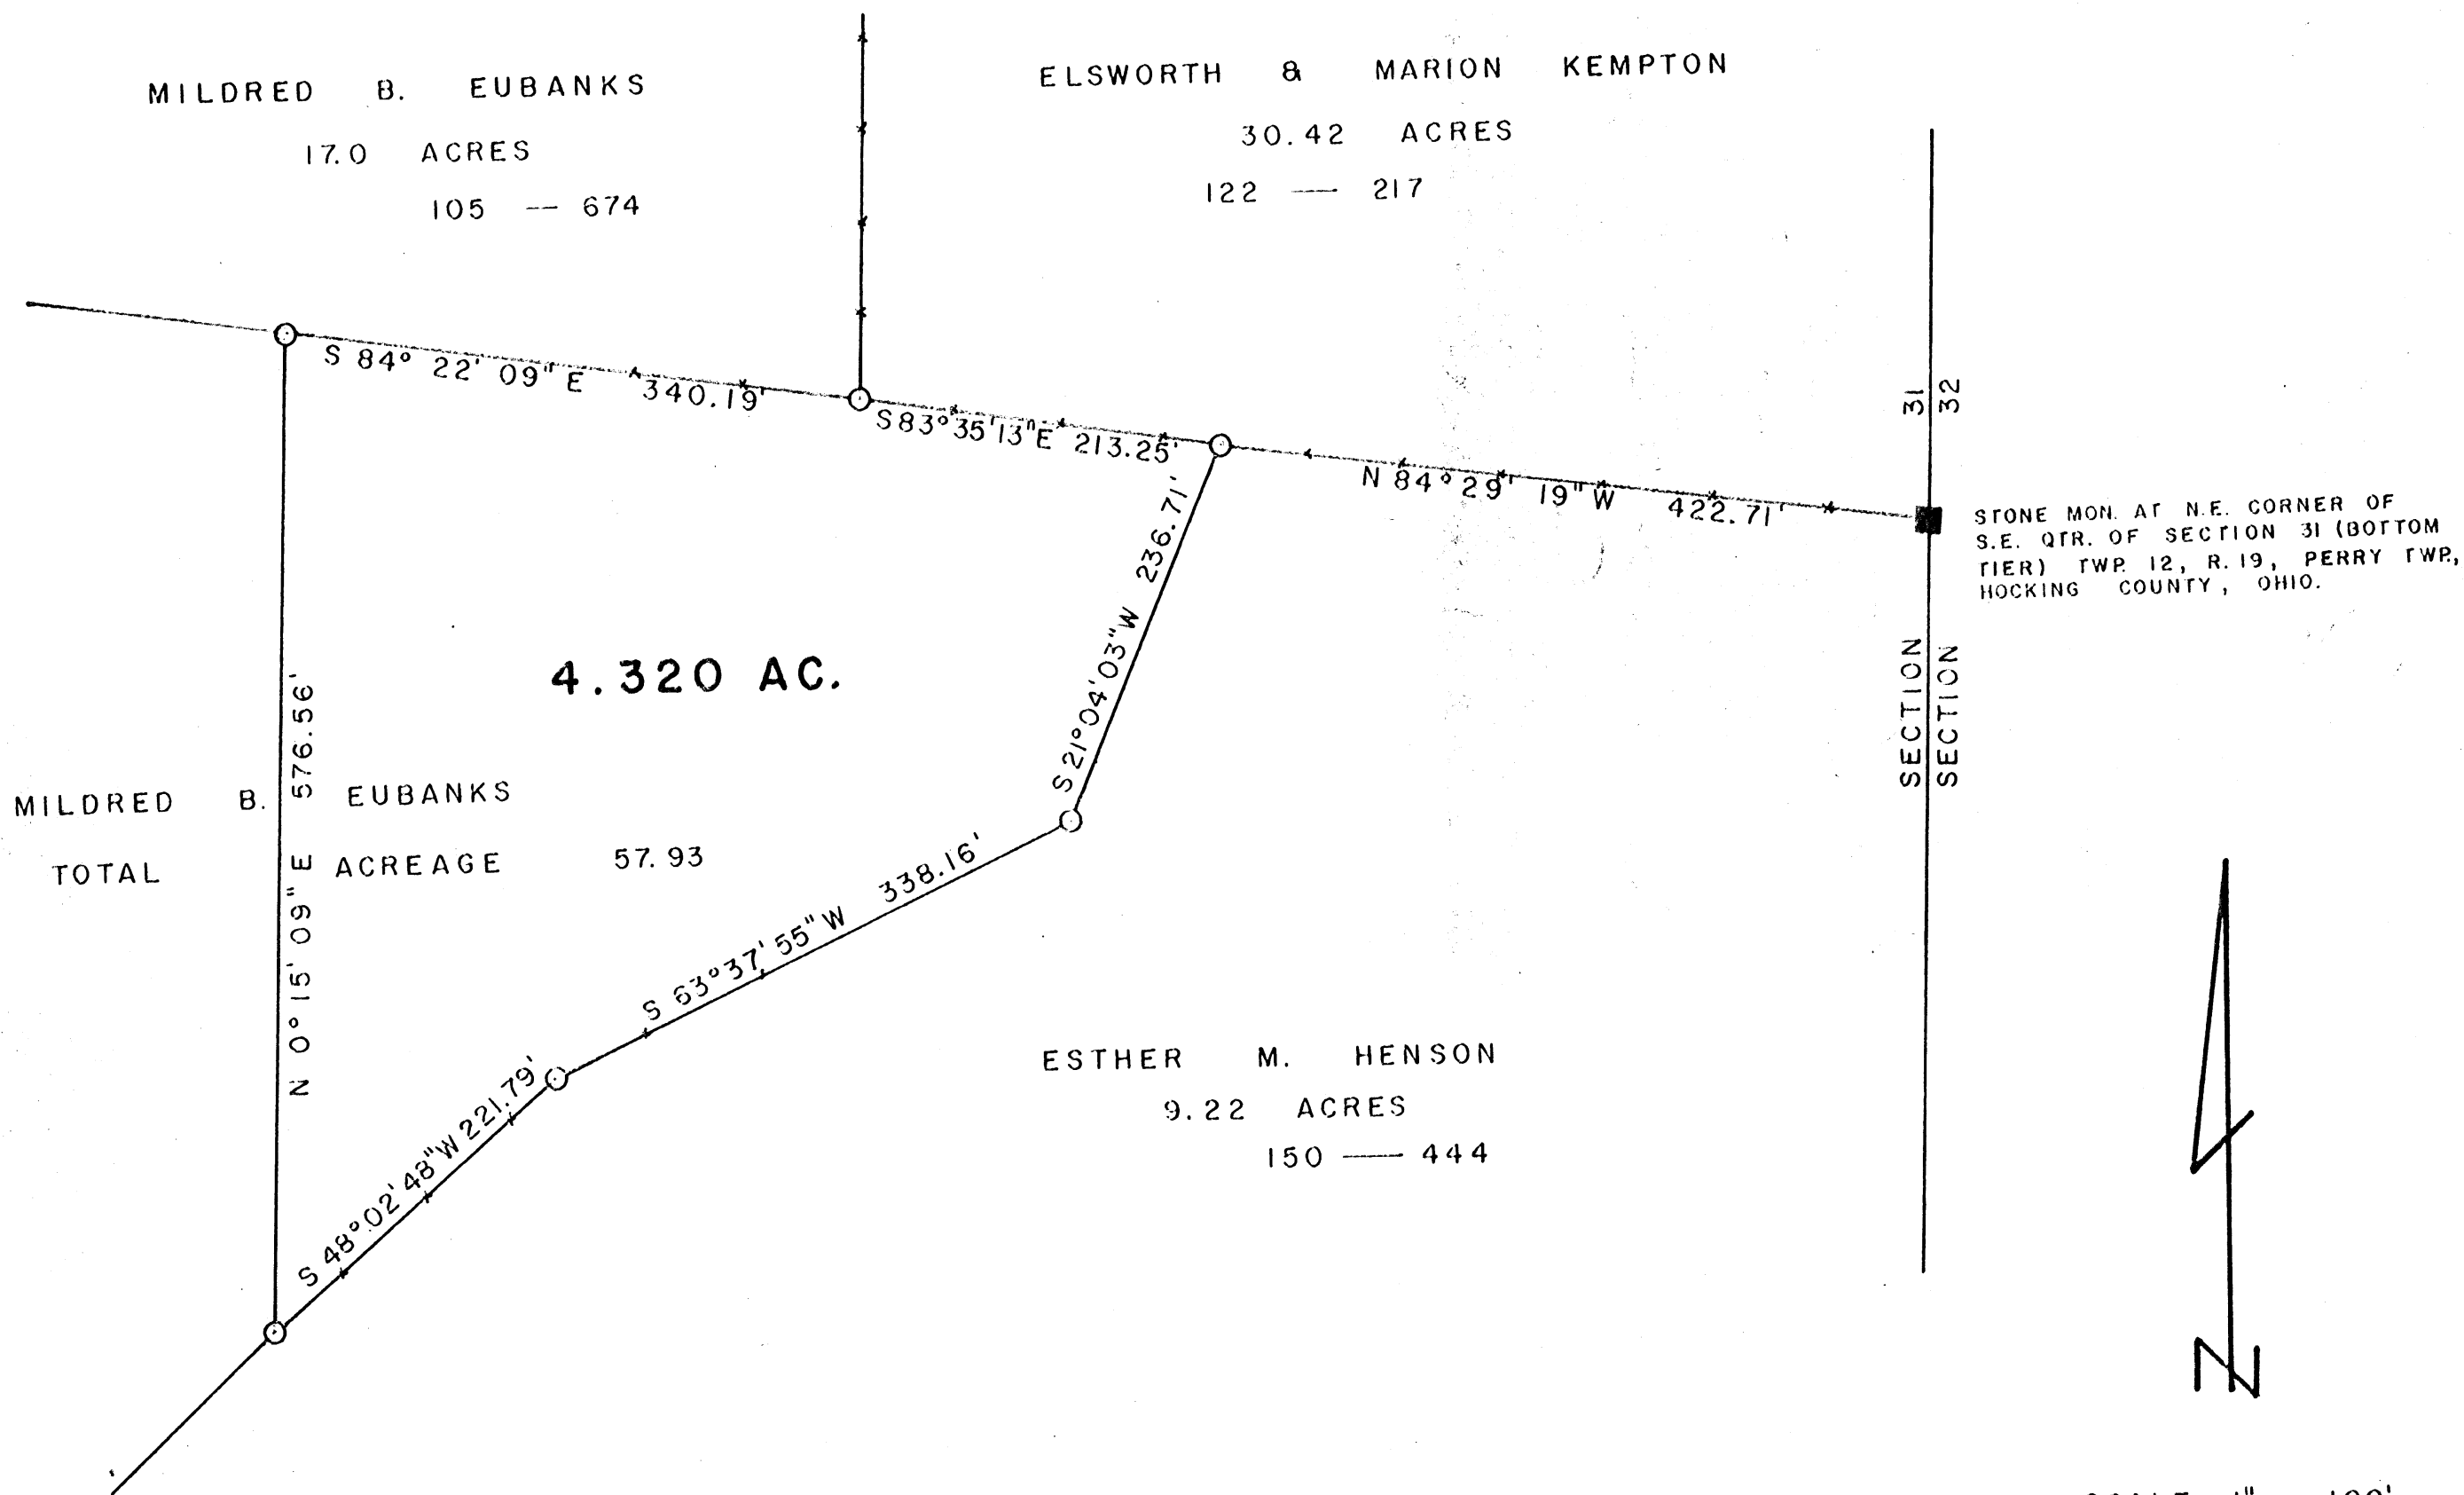 MILDRED B. EUBANKS
17.0 ACRES
105 -- 674
ELSWORTH & MARION KEMPTON
30.42 ACRES
122 — 217
S 84° 22' 09" E 340.19'
S 83° 35' 13" E 213.25'
N 84° 29' 19" W 422.71'
31
32
STONE MON. AT N.E. CORNER OF
S.E. QTR. OF SECTION 31 (BOTTOM
TIER) TWP. 12, R. 19, PERRY TWP.,
HOCKING COUNTY, OHIO.
SECTION
SECTION
S 21° 04' 03" W 236.71'
4.320 AC.
N 0° 15' 09" E 576.56'
MILDRED B. EUBANKS
TOTAL ACREAGE 57.93
S 63° 37' 55" W 338.16'
S 48° 02' 48" W 221.79'
ESTHER M. HENSON
9.22 ACRES
150 — 444
N